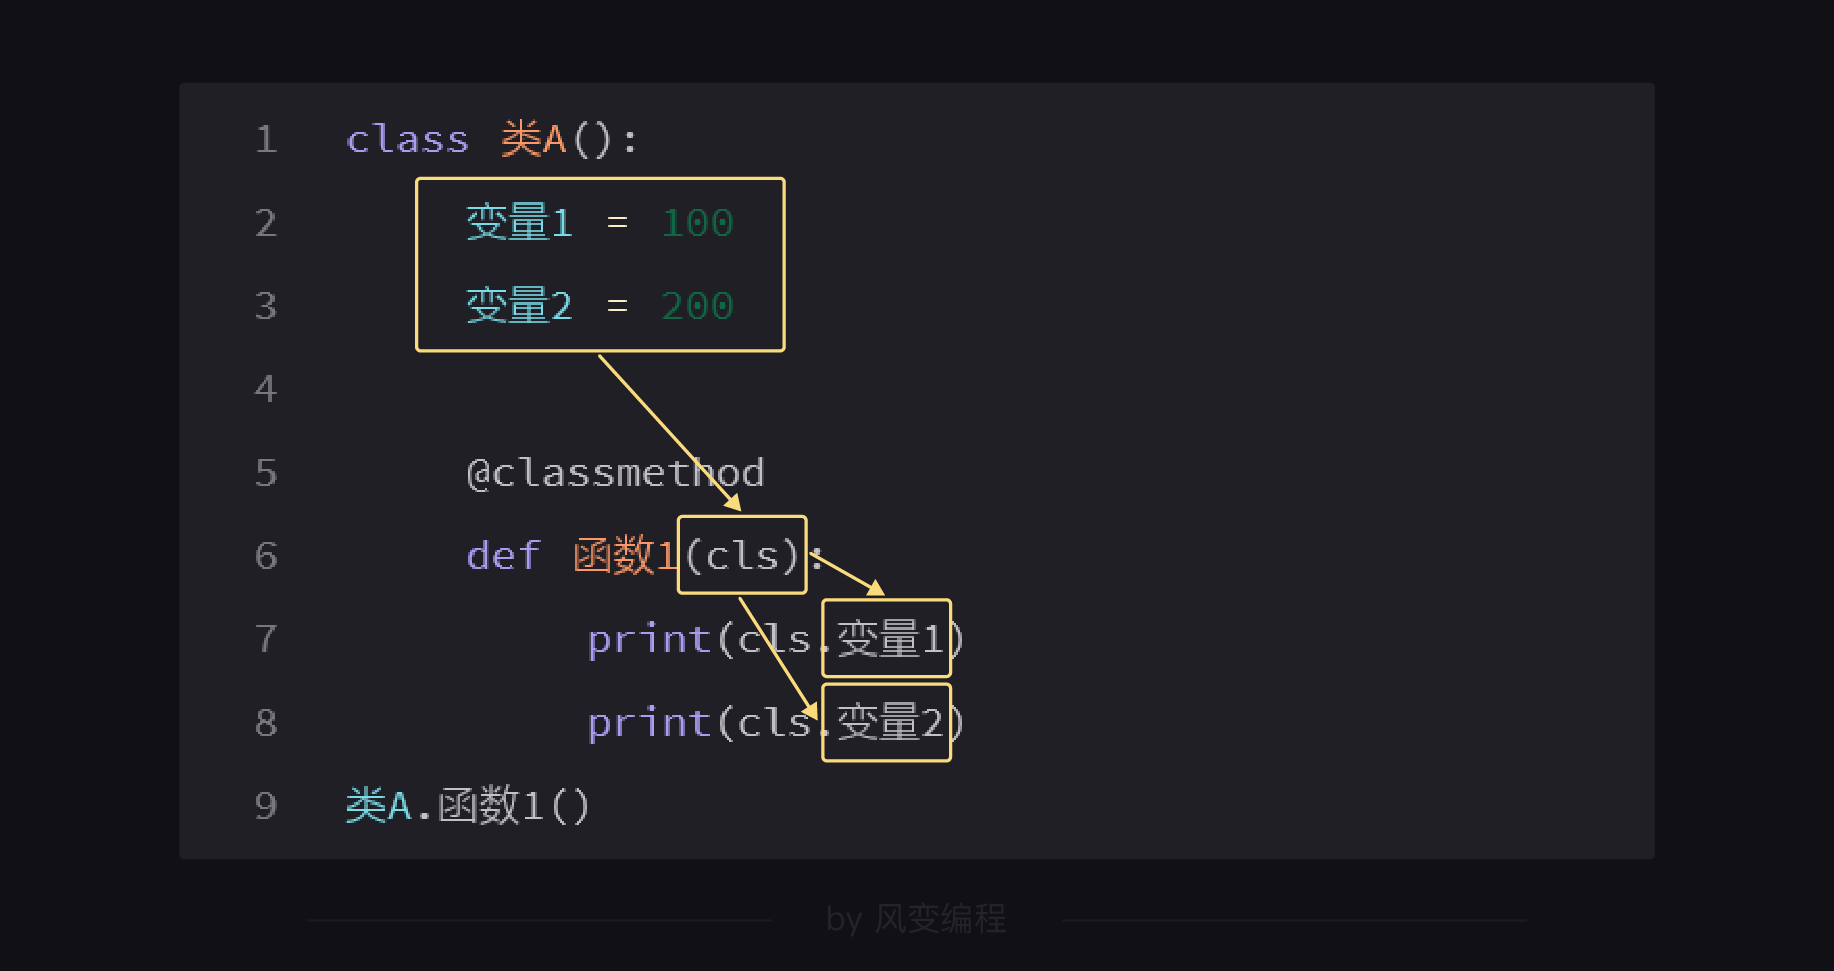 1 class 类A():
2 变量1 = 100
3 变量2 = 200
4
5 @classmethod
6 def 函数1(cls):
7 print(cls.变量1)
8 print(cls.变量2)
9 类A.函数1()
by 风变编程